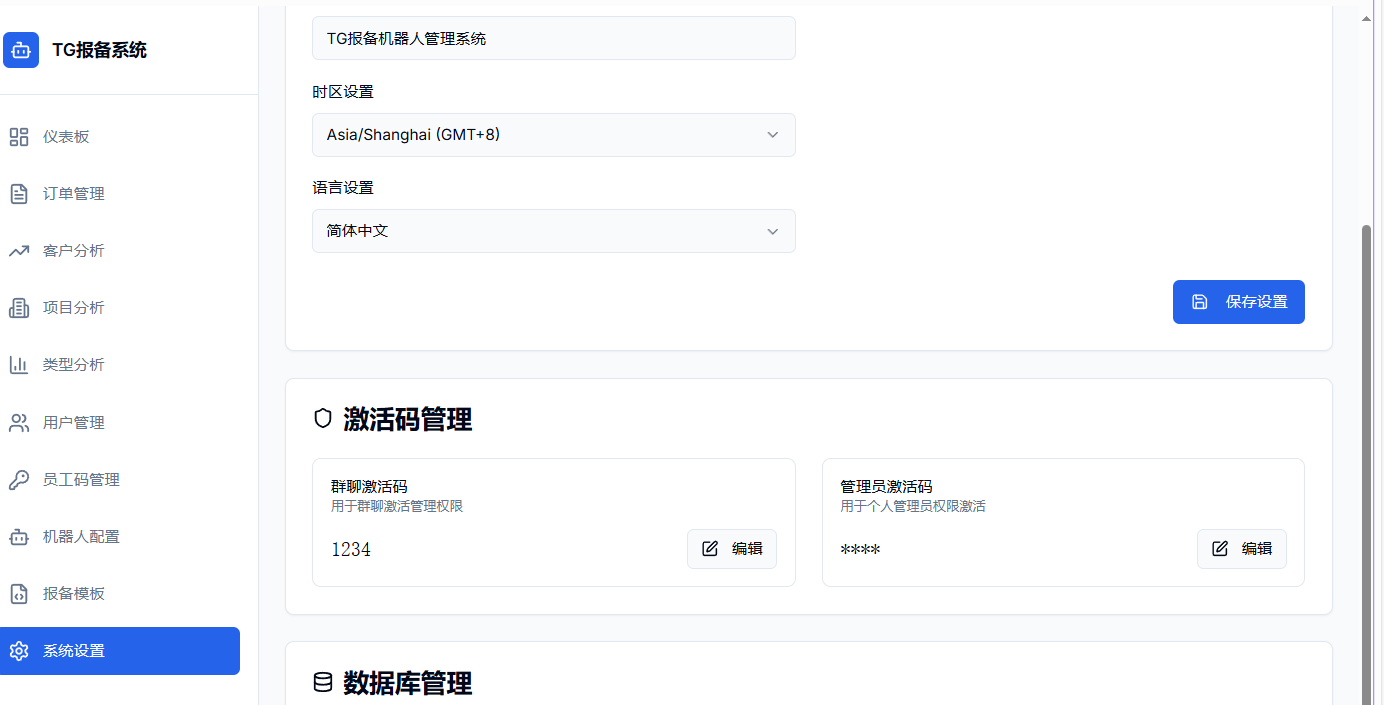 TG报备系统
仪表板
订单管理
客户分析
项目分析
类型分析
用户管理
员工码管理
机器人配置
报备模板
系统设置
TG报备机器人管理系统
时区设置
Asia/Shanghai (GMT+8)
语言设置
简体中文
保存设置
激活码管理
群聊激活码
用于群聊激活管理权限
1234
编辑
管理员激活码
用于个人管理员权限激活
****
编辑
数据库管理